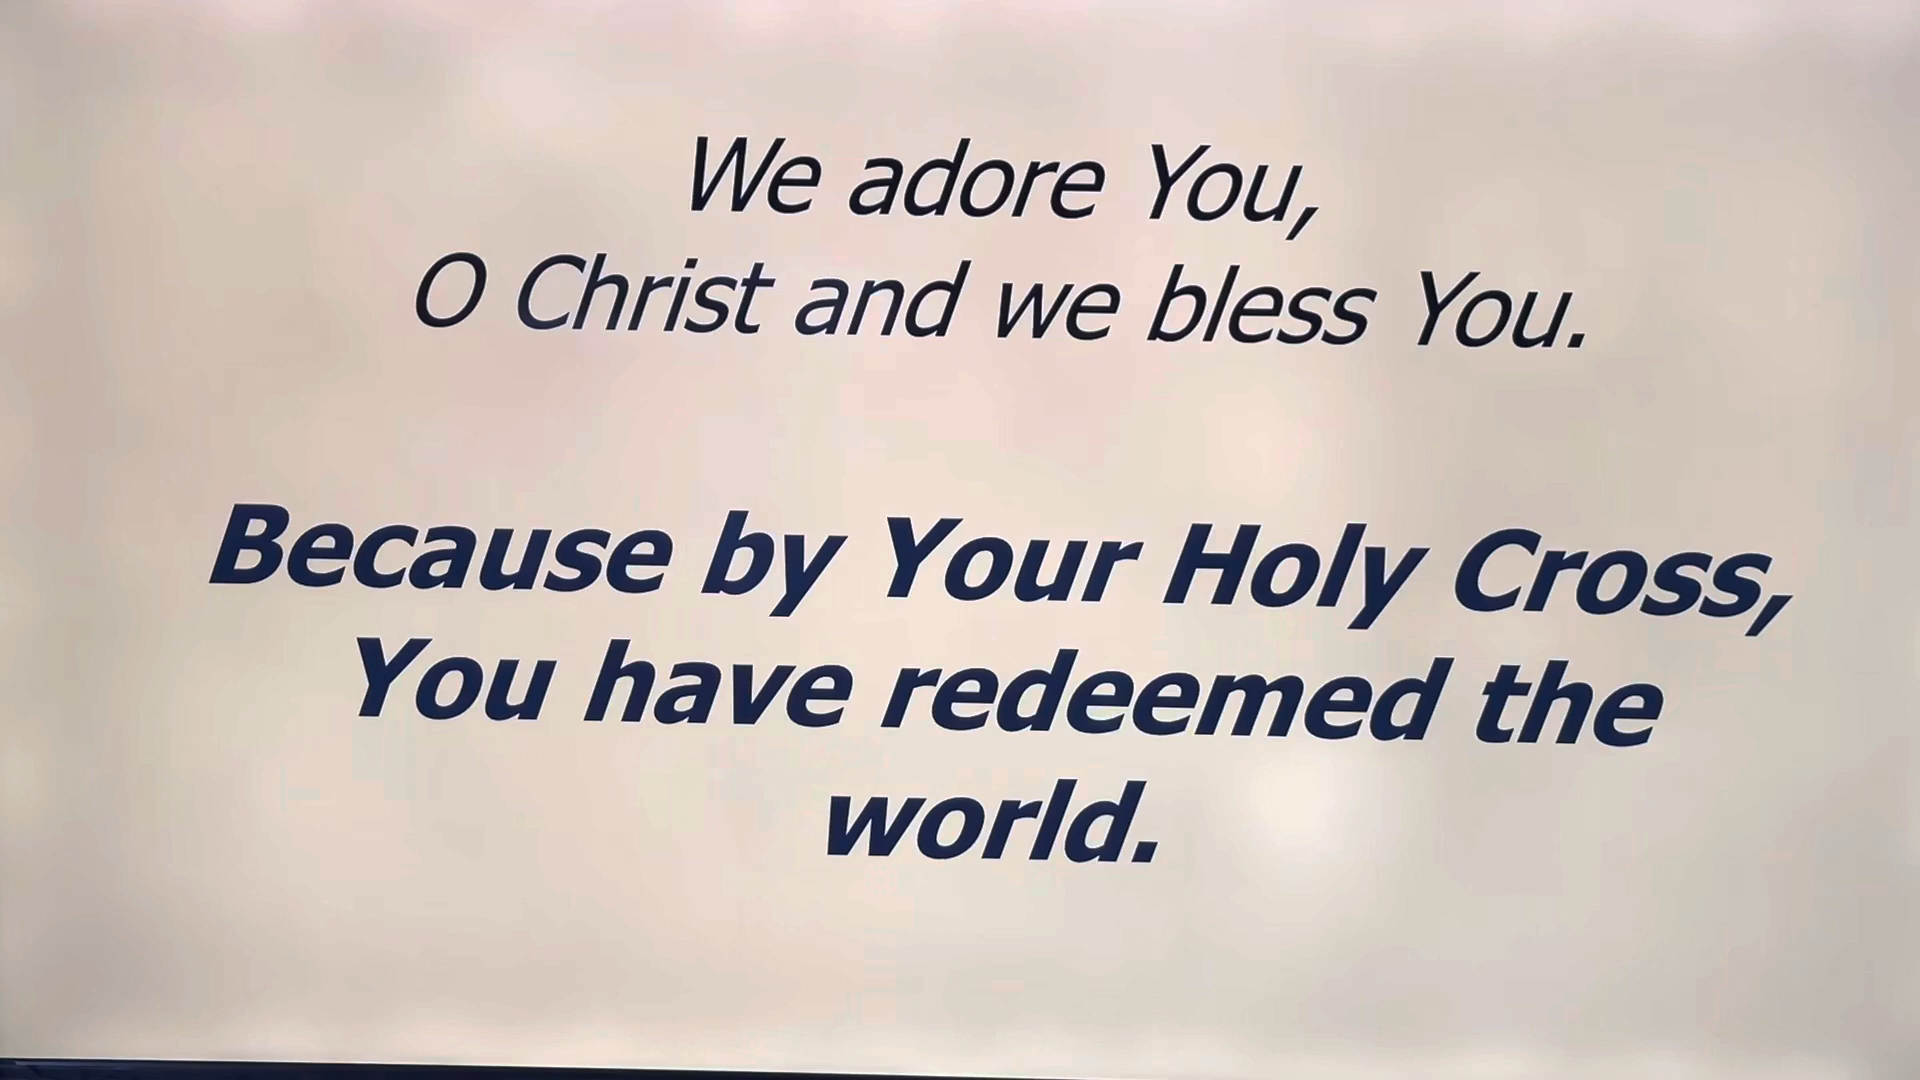 We adore You,
O Christ and we bless You.
Because by Your Holy Cross,
You have redeemed the
world.